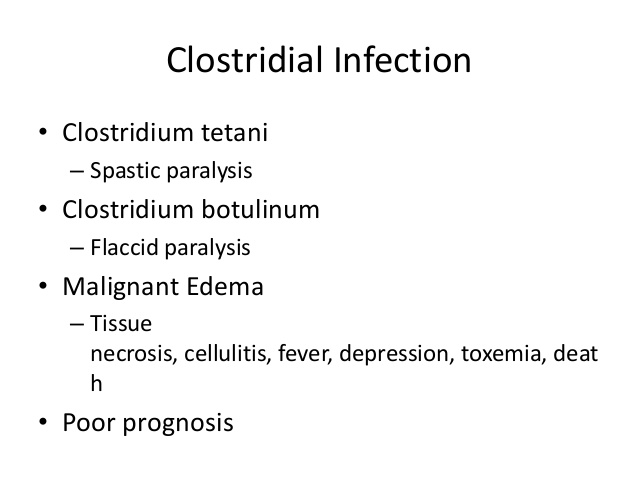 Clostridial Infection
• Clostridium tetani
– Spastic paralysis
• Clostridium botulinum
– Flaccid paralysis
• Malignant Edema
– Tissue
necrosis, cellulitis, fever, depression, toxemia, deat
h
• Poor prognosis